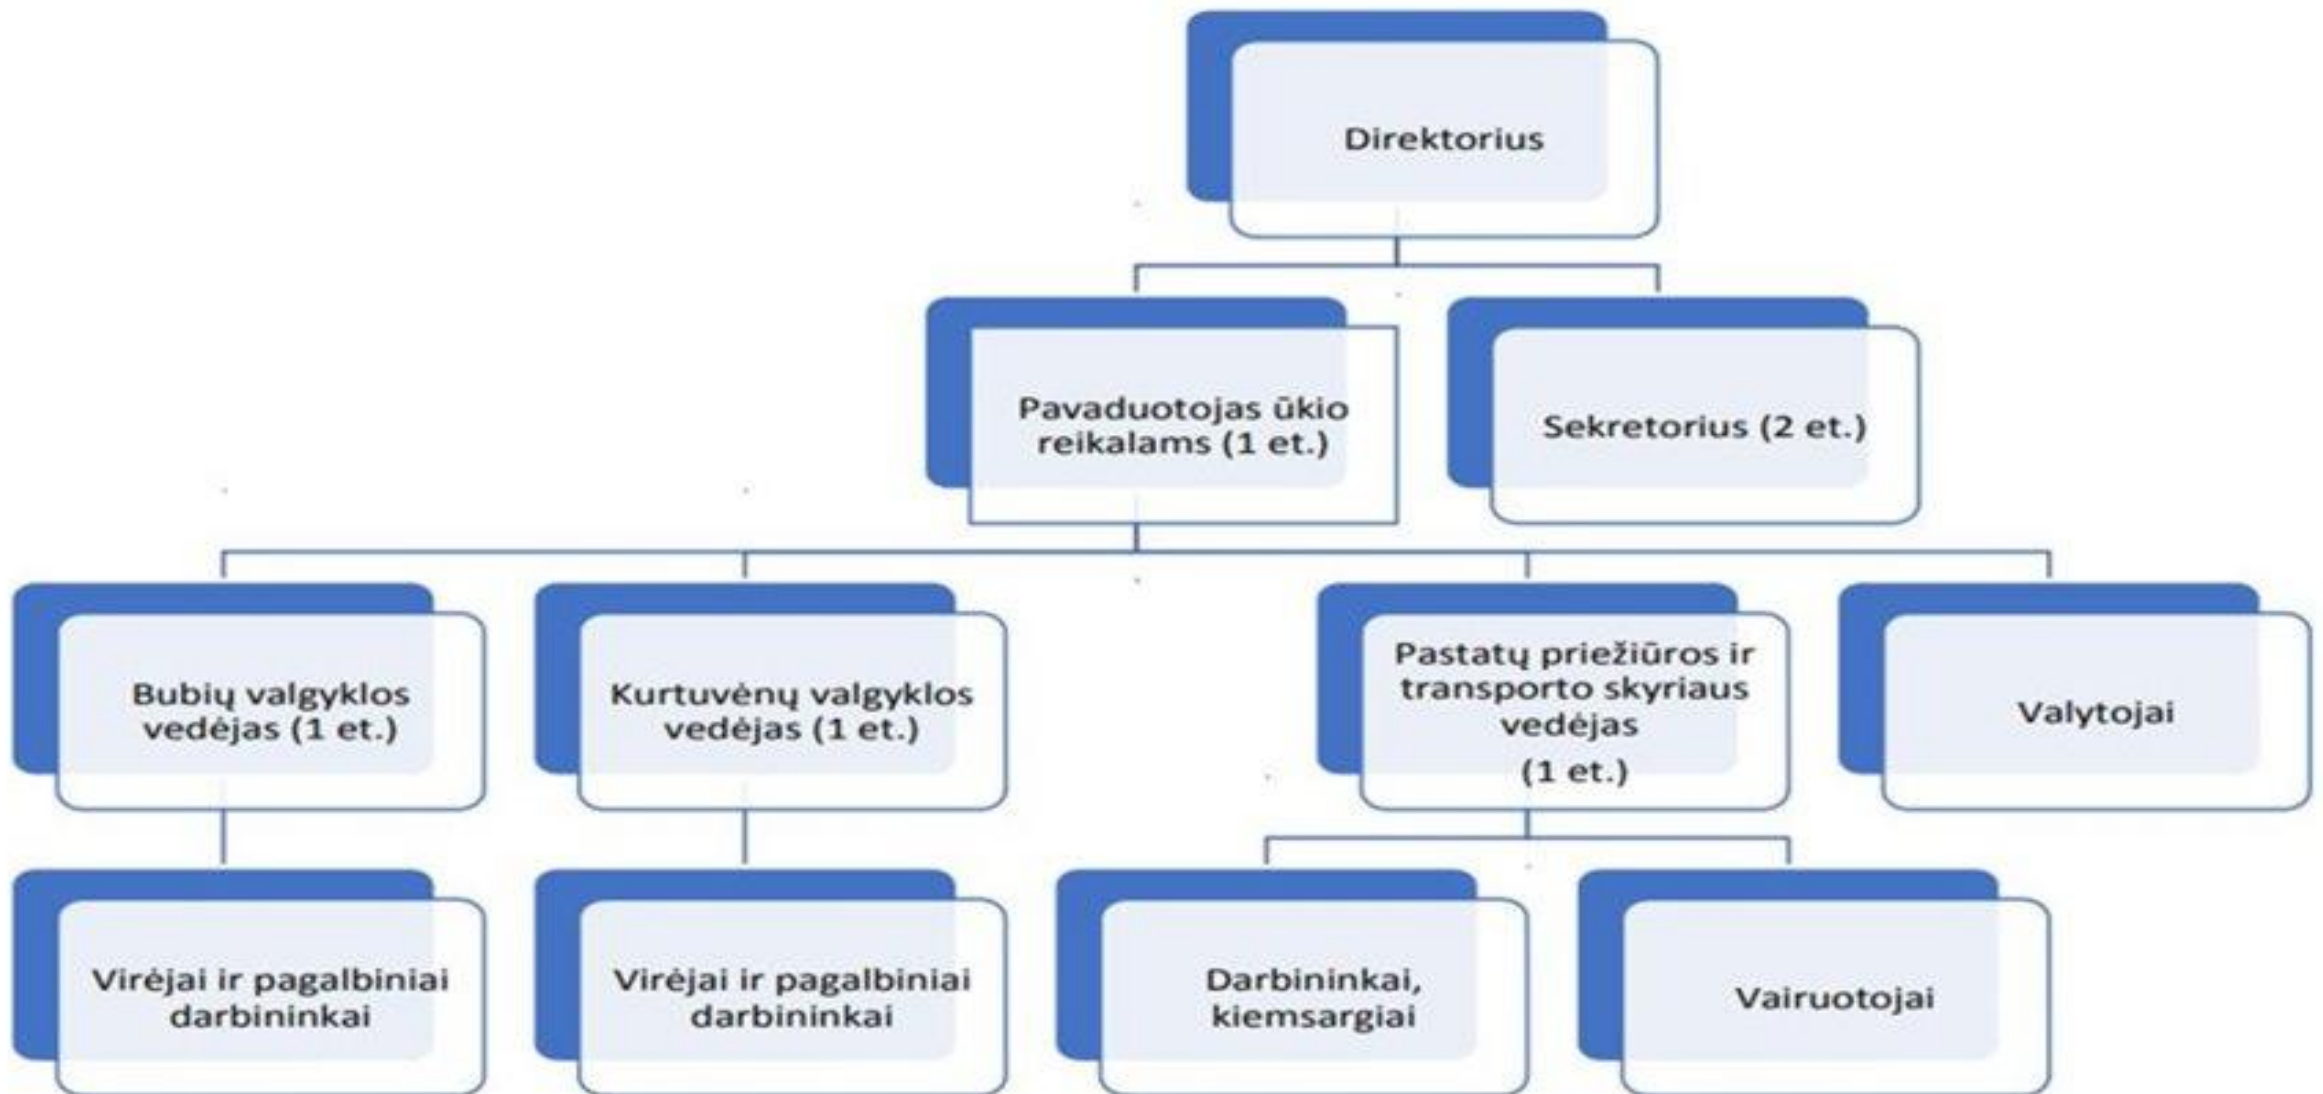 Direktorius
Pavaduotojas ūkio
reikalams (1 et.)
Sekretorius (2 et.)
Bubių valgyklos
vedėjas (1 et.)
Kurtuvėnų valgyklos
vedėjas (1 et.)
Pastatų priežiūros ir
transporto skyriaus
vedėjas
(1 et.)
Valytojai
Virėjai ir pagalbiniai
darbininkai
Virėjai ir pagalbiniai
darbininkai
Darbininkai,
kiemsargiai
Vairuotojai